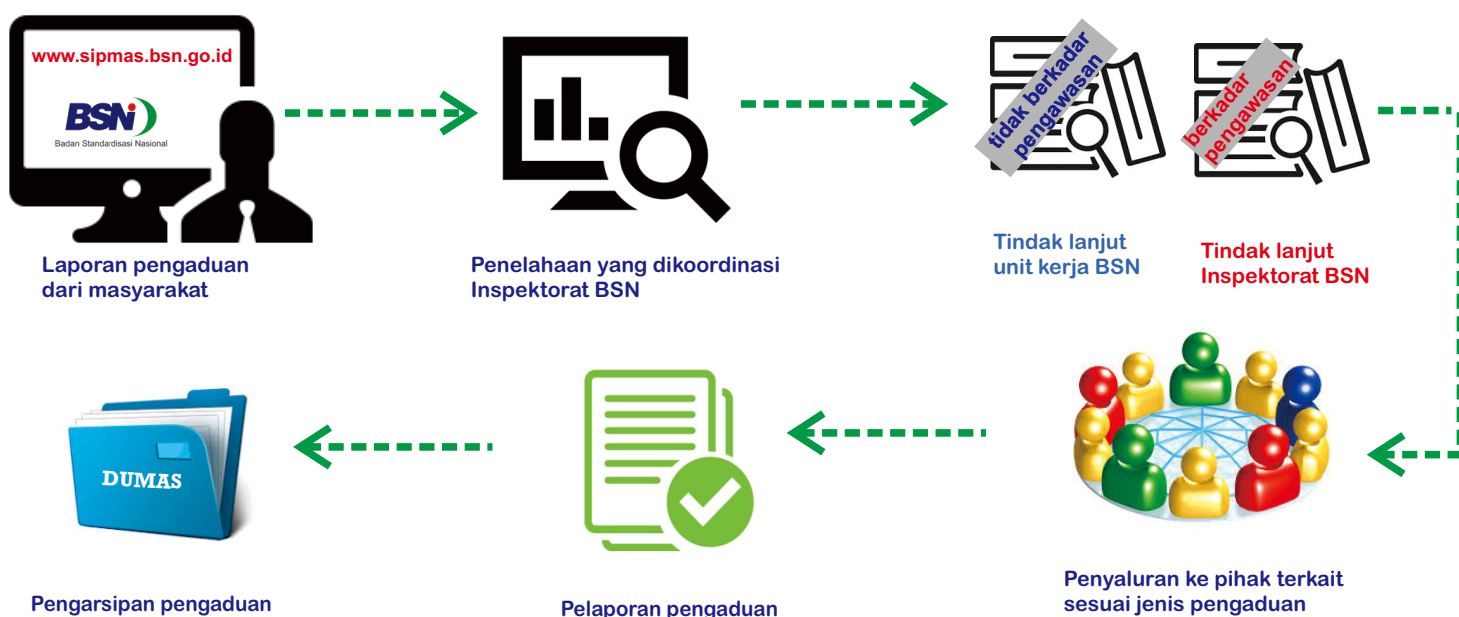 www.sipmas.bsn.go.id
BSN
Badan Standardisasi Nasional
Laporan pengaduan
dari masyarakat
Penelahaan yang dikoordinasi
Inspektorat BSN
tidak berkadar
pengawasan
Tindak lanjut
unit kerja BSN
berkadar
pengawasan
Tindak lanjut
Inspektorat BSN
Penyaluran ke pihak terkait
sesuai jenis pengaduan
Pelaporan pengaduan
DUMAS
Pengarsipan pengaduan